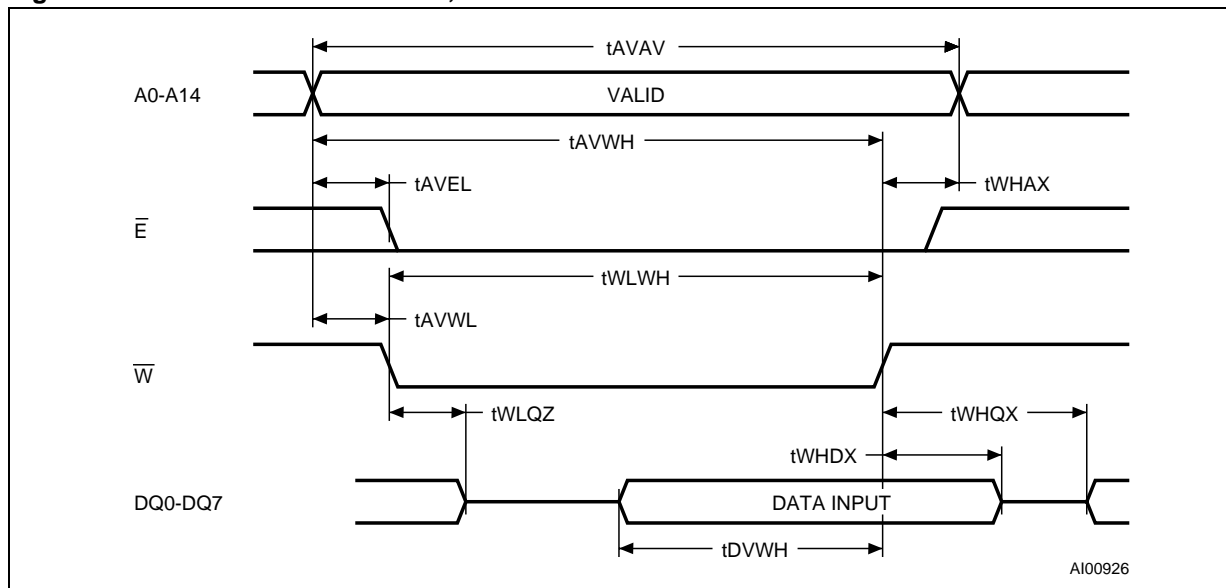 tAVAV
A0-A14
VALID
tAVWH
tAVEL
tWHAX
E̅
tWLWH
tAVWL
W̅
tWLQZ
tWHQX
tWHDX
DQ0-DQ7
DATA INPUT
tDVWH
AI00926